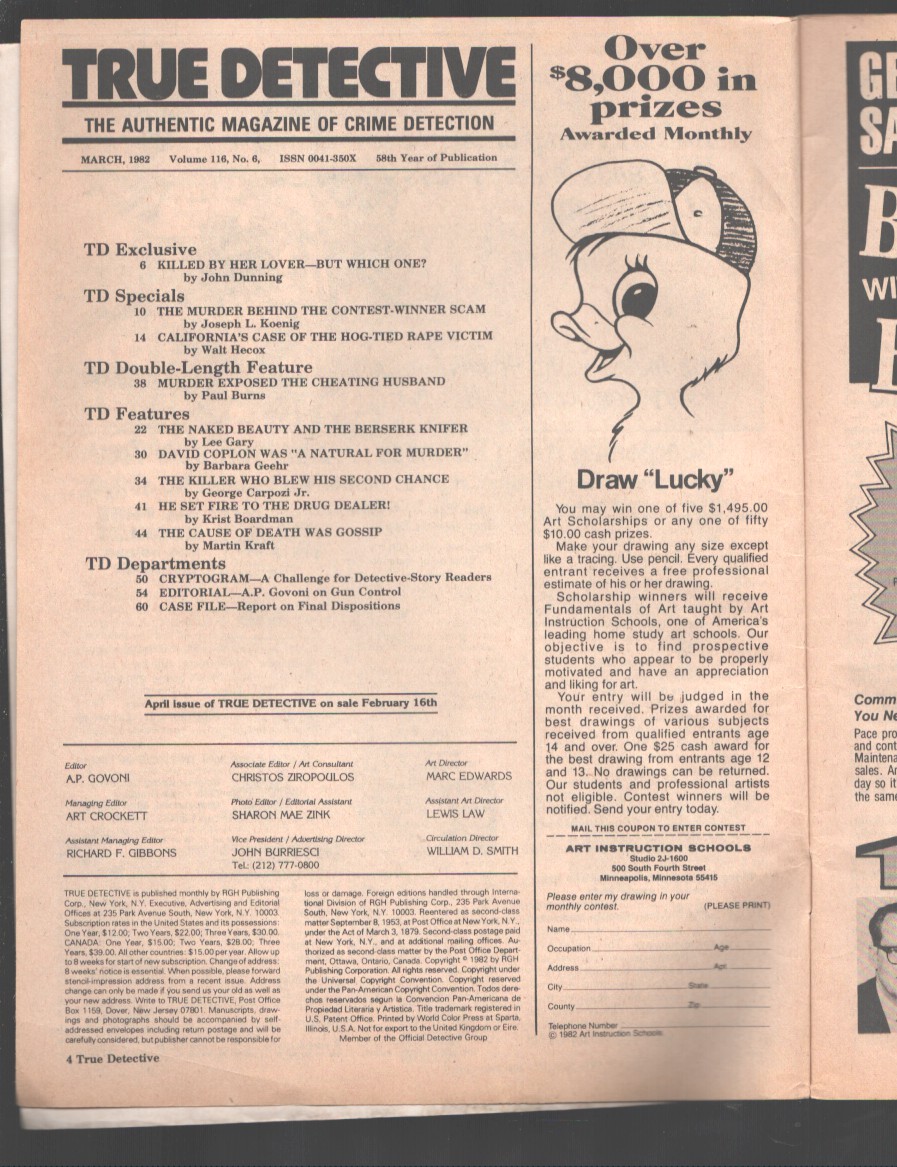 TRUE DETECTIVE
THE AUTHENTIC MAGAZINE OF CRIME DETECTION
MARCH, 1982 Volume 116, No. 6, ISSN 0041-350X 58th Year of Publication
TD Exclusive
6 KILLED BY HER LOVER—BUT WHICH ONE?
by John Dunning
TD Specials
10 THE MURDER BEHIND THE CONTEST-WINNER SCAM
by Joseph L. Koenig
14 CALIFORNIA'S CASE OF THE HOG-TIED RAPE VICTIM
by Walt Hecox
TD Double-Length Feature
38 MURDER EXPOSED THE CHEATING HUSBAND
by Paul Burns
TD Features
22 THE NAKED BEAUTY AND THE BERSERK KNIFER
by Lee Gary
30 DAVID COPLON WAS "A NATURAL FOR MURDER"
by Barbara Geehr
34 THE KILLER WHO BLEW HIS SECOND CHANCE
by George Carpozi Jr.
41 HE SET FIRE TO THE DRUG DEALER!
by Krist Boardman
44 THE CAUSE OF DEATH WAS GOSSIP
by Martin Kraft
TD Departments
50 CRYPTOGRAM—A Challenge for Detective-Story Readers
54 EDITORIAL—A.P. Govoni on Gun Control
60 CASE FILE—Report on Final Dispositions
April issue of TRUE DETECTIVE on sale February 16th
Editor
A.P. GOVONI
Associate Editor / Art Consultant
CHRISTOS ZIROPOULOS
Art Director
MARC EDWARDS
Managing Editor
ART CROCKETT
Photo Editor / Editorial Assistant
SHARON MAE ZINK
Assistant Art Director
LEWIS LAW
Assistant Managing Editor
RICHARD F. GIBBONS
Vice President / Advertising Director
JOHN BURRIESCI
Tel.: (212) 777-0800
Circulation Director
WILLIAM D. SMITH
TRUE DETECTIVE is published monthly by RGH Publishing
Corp., New York, N.Y. Executive, Advertising and Editorial
Offices at 235 Park Avenue South, New York, N.Y. 10003.
Subscription rates in the United States and its possessions:
One Year, $12.00; Two Years, $22.00; Three Years, $30.00.
CANADA: One Year, $15.00; Two Years, $28.00; Three
Years, $39.00. All other countries: $15.00 per year. Allow up
to 8 weeks for start of new subscription. Change of address:
8 weeks' notice is essential. When possible, please forward
stencil-impression address from a recent issue. Address
change can only be made if you send us your old as well as
your new address. Write to TRUE DETECTIVE, Post Office
Box 1159, Dover, New Jersey 07801. Manuscripts, draw-
ings and photographs should be accompanied by self-
addressed envelopes including return postage and will be
carefully considered, but publisher cannot be responsible for
loss or damage. Foreign editions handled through Interna-
tional Division of RGH Publishing Corp., 235 Park Avenue
South, New York, N.Y. 10003. Reentered as second-class
matter September 8, 1953, at Post Office at New York, N.Y.,
under the Act of March 3, 1879. Second-class postage paid
at New York, N.Y., and at additional mailing offices. Au-
thorized as second-class matter by the Post Office Depart-
ment, Ottawa, Ontario, Canada. Copyright © 1982 by RGH
Publishing Corporation. All rights reserved. Copyright under
the Universal Copyright Convention. Copyright reserved
under the Pan-American Copyright Convention. Todos dere-
chos reservados segun la Convencion Pan-Americana de
Propiedad Literaria y Artistica. Title trademark registered in
U.S. Patent Office. Printed by World Color Press at Sparta,
Illinois, U.S.A. Not for export to the United Kingdom or Eire.
Member of the Official Detective Group
4 True Detective
Over
$8,000 in
prizes
Awarded Monthly
Draw "Lucky"
You may win one of five $1,495.00
Art Scholarships or any one of fifty
$10.00 cash prizes.
Make your drawing any size except
like a tracing. Use pencil. Every qualified
entrant receives a free professional
estimate of his or her drawing.
Scholarship winners will receive
Fundamentals of Art taught by Art
Instruction Schools, one of America's
leading home study art schools. Our
objective is to find prospective
students who appear to be properly
motivated and have an appreciation
and liking for art.
Your entry will be judged in the
month received. Prizes awarded for
best drawings of various subjects
received from qualified entrants age
14 and over. One $25 cash award for
the best drawing from entrants age 12
and 13. No drawings can be returned.
Our students and professional artists
not eligible. Contest winners will be
notified. Send your entry today.
MAIL THIS COUPON TO ENTER CONTEST
ART INSTRUCTION SCHOOLS
Studio 2J-1600
500 South Fourth Street
Minneapolis, Minnesota 55415
Please enter my drawing in your
monthly contest. (PLEASE PRINT)
Name
Occupation Age
Address Apt
City State
County Zip
Telephone Number
© 1982 Art Instruction Schools
GE
SA
B
WI
Comm
You Ne
Pace pro
and cont
Maintena
sales. An
day so it
the same